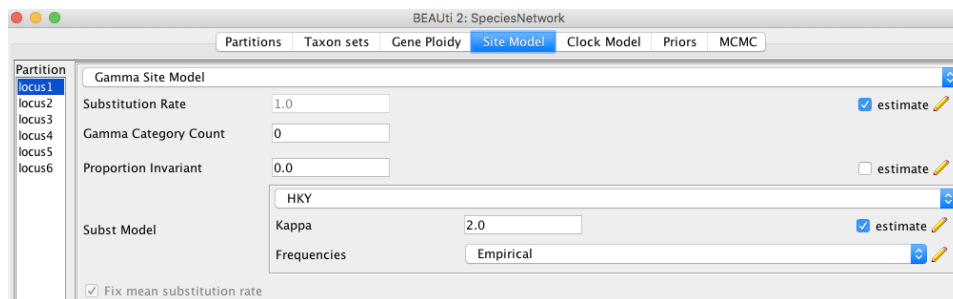 BEAUti 2: SpeciesNetwork
Partitions Taxon sets Gene Ploidy Site Model Clock Model Priors MCMC
Partition
locus1
locus2
locus3
locus4
locus5
locus6
Gamma Site Model
Substitution Rate 1.0 estimate
Gamma Category Count 0
Proportion Invariant 0.0 estimate
Subst Model
HKY
Kappa 2.0 estimate
Frequencies Empirical
Fix mean substitution rate